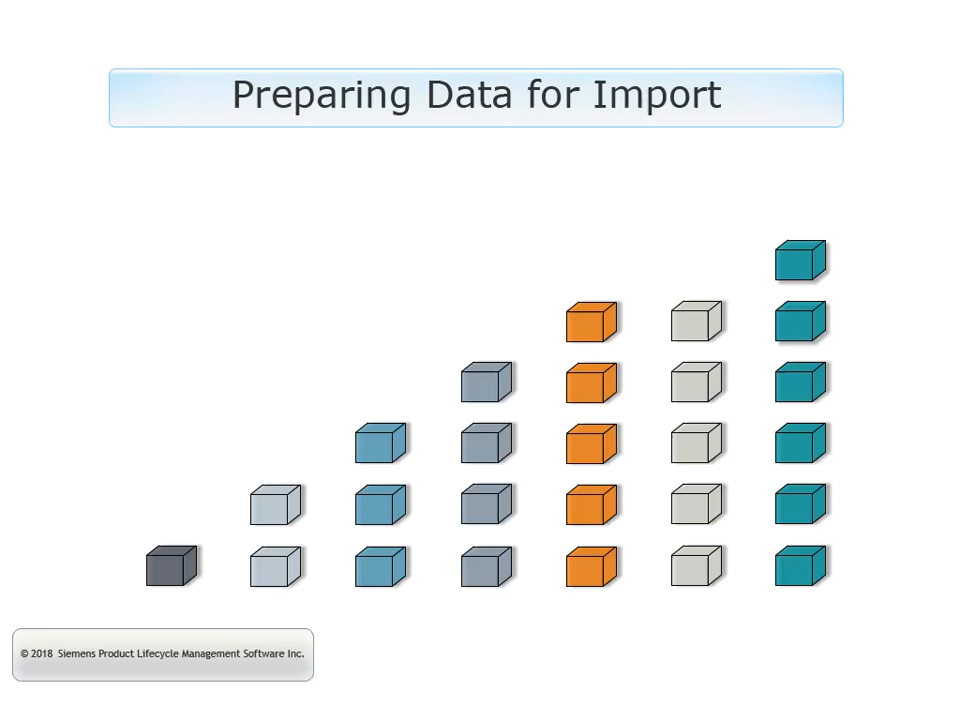 Preparing Data for Import
© 2018 Siemens Product Lifecycle Management Software Inc.